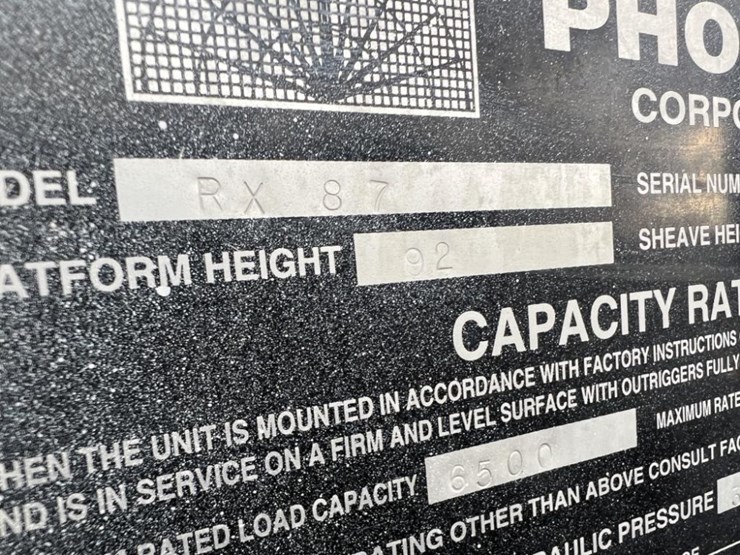 PHO
CORPO
DEL RX 87 SERIAL NUM
ATFORM HEIGHT 92 SHEAVE HEI
CAPACITY RAT
HEN THE UNIT IS MOUNTED IN ACCORDANCE WITH FACTORY INSTRUCTIONS
ND IS IN SERVICE ON A FIRM AND LEVEL SURFACE WITH OUTRIGGERS FULLY
RATED LOAD CAPACITY 6500 MAXIMUM RATE
ATING OTHER THAN ABOVE CONSULT FAC
AULIC PRESSURE